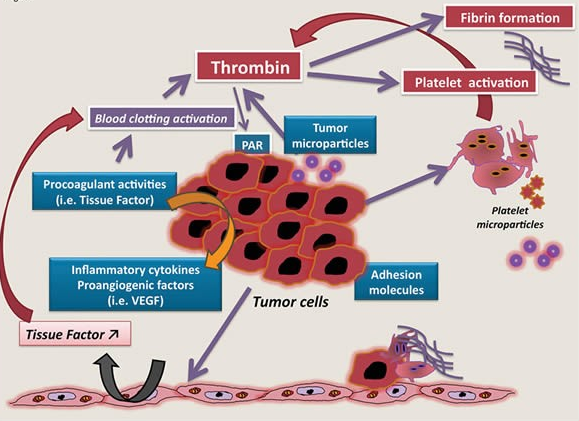 Fibrin formation
Thrombin
Platelet activation
Blood clotting activation
PAR
Tumor
microparticles
Procoagulant activities
(i.e. Tissue Factor)
Platelet
microparticles
Inflammatory cytokines
Proangiogenic factors
(i.e. VEGF)
Adhesion
molecules
Tumor cells
Tissue Factor ↗